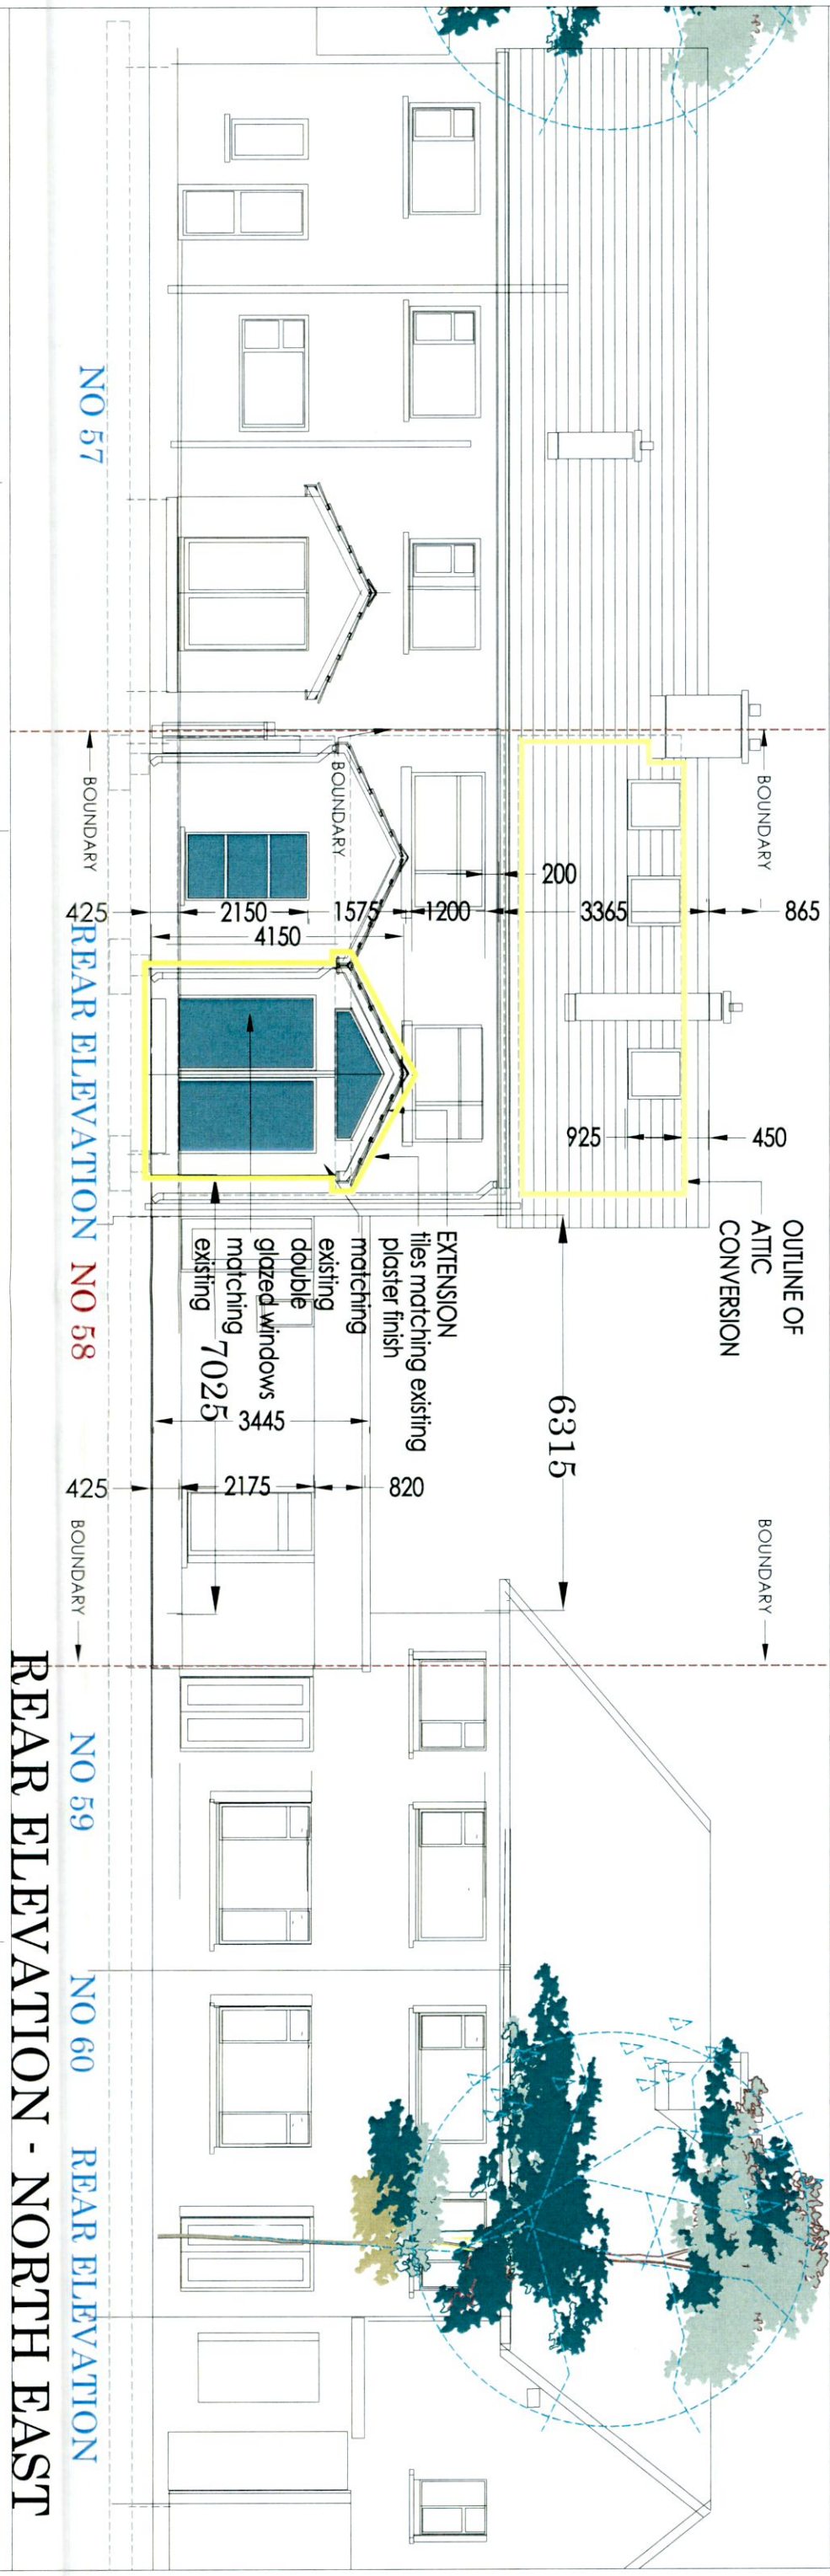 OUTLINE OF
ATTIC
CONVERSION
BOUNDARY
865
450
BOUNDARY
3365
925
200
6315
1200
EXTENSION
tiles matching existing
plaster finish
matching
existing
double
glazed windows
matching
existing
BOUNDARY
1575
4150
2150
425
820
3445
2175
7025
425
BOUNDARY
BOUNDARY
NO 57
REAR ELEVATION NO 58
NO 59
NO 60
REAR ELEVATION
REAR ELEVATION - NORTH EAST